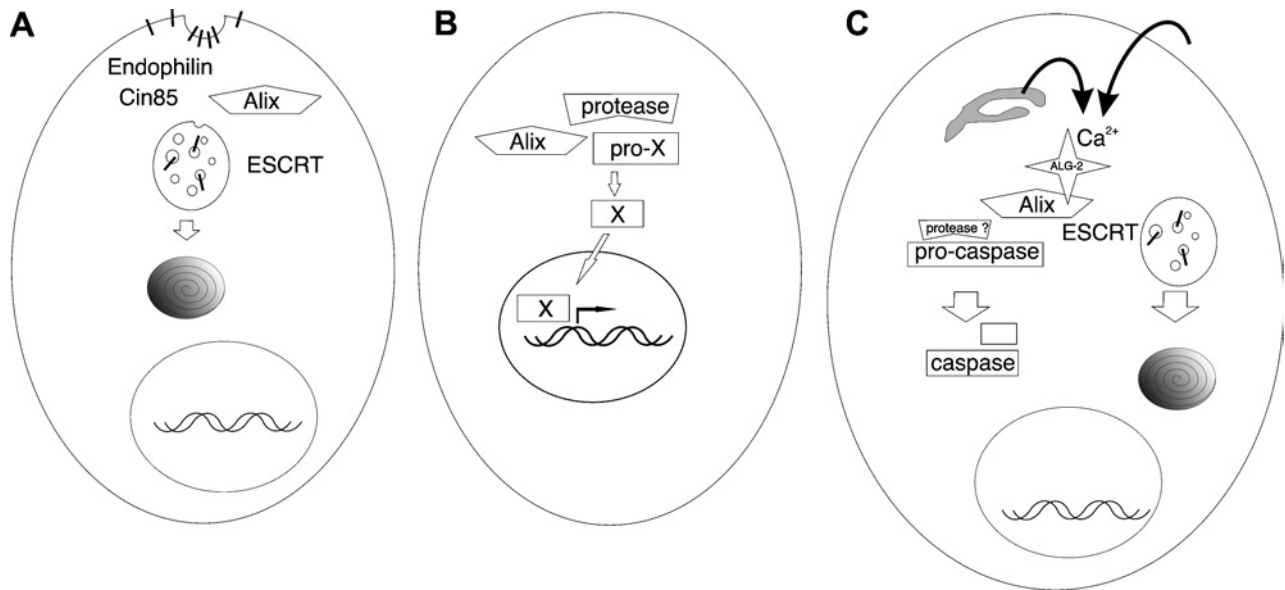 A
Endophilin
Cin85
Alix
ESCRT
B
protease
Alix
pro-X
X
X
C
Ca²⁺
ALG-2
Alix
protease ?
ESCRT
pro-caspase
caspase